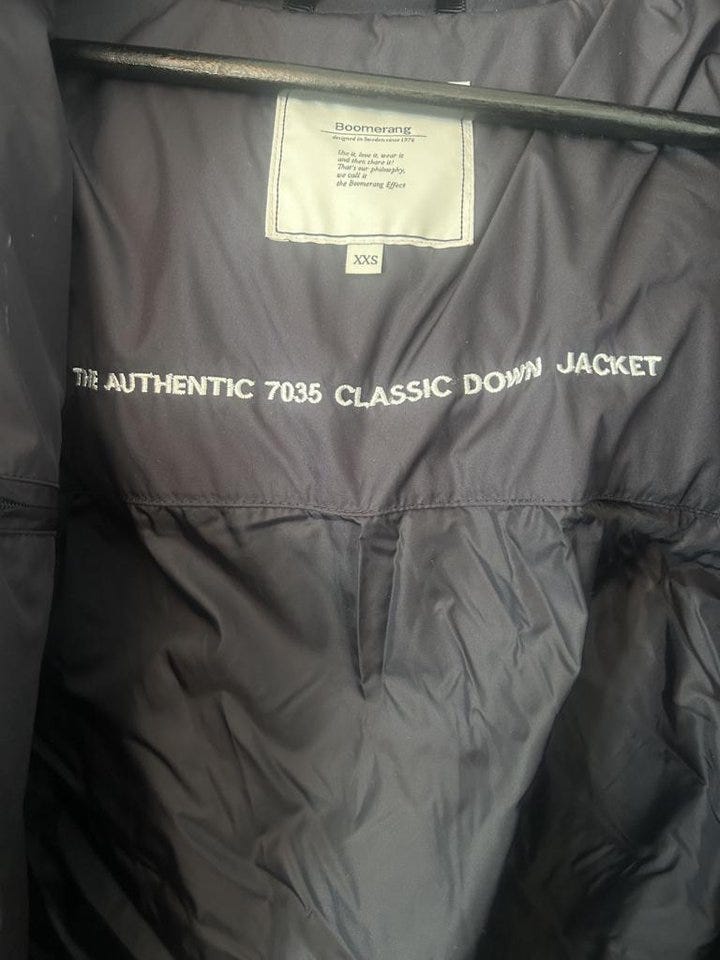 Boomerang
designed in Sweden since 1976
Use it, love it, wear it
and then share it!
That's our philosophy,
we call it
the Boomerang Effect
XXS
THE AUTHENTIC 7035 CLASSIC DOWN JACKET